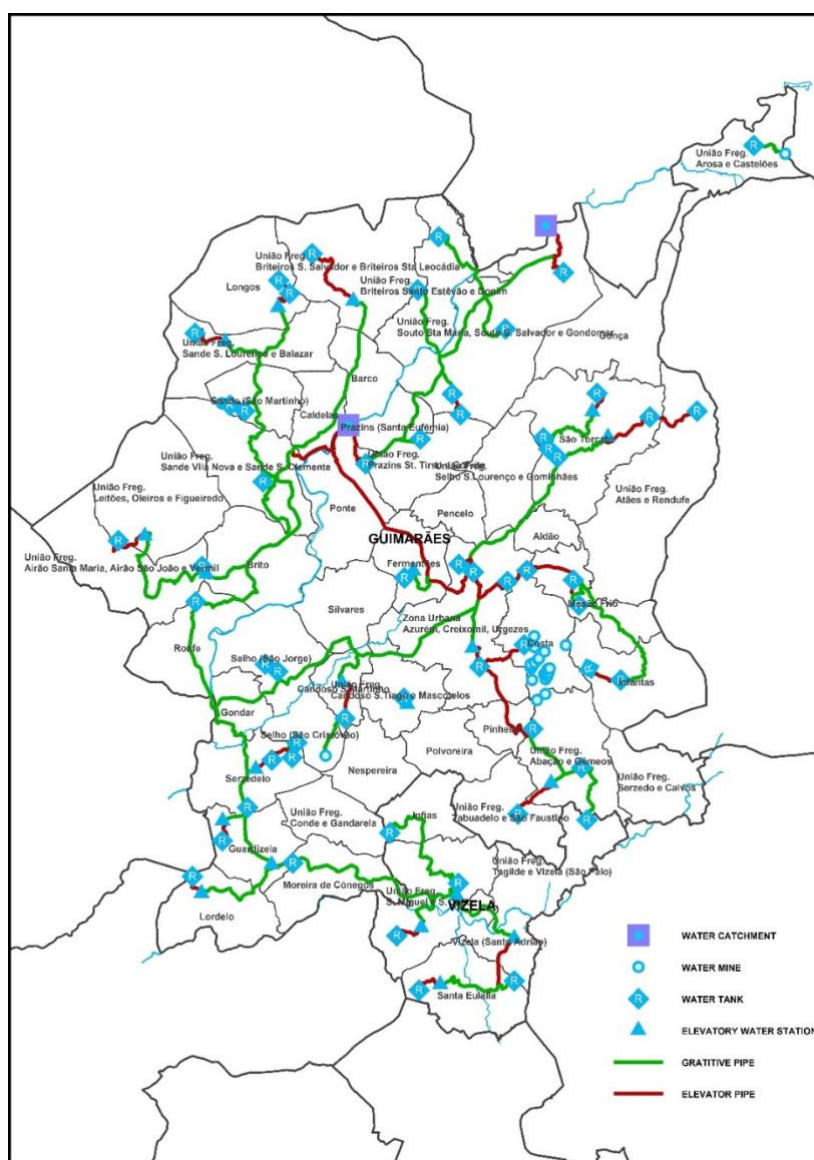 União Freg.
Arosa e Castelões
União Freg.
Briteiros S. Salvador e Briteiros Sta Leocádia
Longos
União Freg.
Briteiros Santo Estêvão e Donim
União Freg.
Souto Sta Maria, Souto S. Salvador e Gondomar
Gonça
União Freg.
Sande S. Lourenço e Balazar
Barco
Sande (São Martinho)
Caldelas
Prazins (Santa Eufémia)
São Torcato
União Freg.
Sande Vila Nova e Sande S. Clemente
União Freg.
Prazins St. Tirso e
União Freg.
Selho S.Lourenço e Gominhães
União Freg.
Leitões, Oleiros e Figueiredo
União Freg.
Atães e Rendufe
Ponte
Pencelo
GUIMARÃES
Aldão
União Freg.
Airão Santa Maria, Airão São João e Vermil
Brito
Fermentões
Silvares
Zona Urbana
Azurém, Creixomil, Urgezes
Mesão Frio
Costa
Ronfe
Selho (São Jorge)
Infantas
União Freg.
Candoso S.Martinho
Candoso S.Tiago e Mascotelos
Gondar
Selho (São Cristóvão)
Pinheiro
Polvoreira
União Freg.
Abação e Gémeos
Serzedelo
Nespereira
União Freg.
Serzedo e Calvos
União Freg.
Conde e Gandarela
Infias
União Freg.
Tabuadelo e São Faustino
Guardizela
União Freg.
Tagilde e Vizela (São Paio)
Moreira de Cónegos
União Freg.
S. Miguel e S.
VIZELA
Lordelo
Vizela (Santo Adrião)
Santa Eulália
WATER CATCHMENT
WATER MINE
R WATER TANK
ELEVATORY WATER STATION
GRATITIVE PIPE
ELEVATOR PIPE